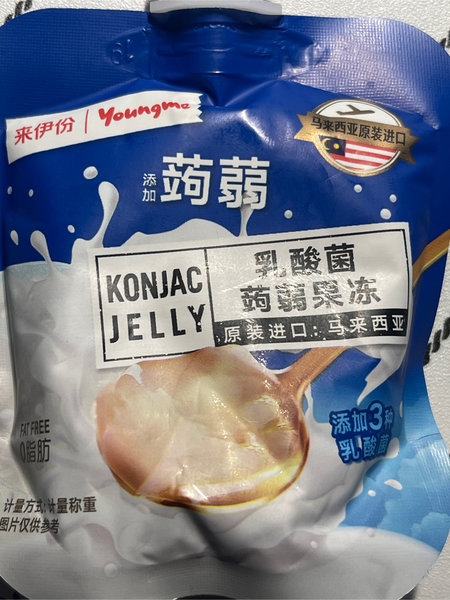 来伊份 | Youngme
马来西亚原装进口
添加
蒟蒻
KONJAC
JELLY
乳酸菌
蒟蒻果冻
原装进口：马来西亚
FAT FREE
0脂肪
添加3种
乳酸菌
计量方式：计量称重
图片仅供参考